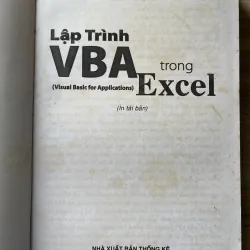 Lập Trình
VBA trong
(Visual Basic for Applications) Excel
(In tái bản)
NHÀ XUẤT BẢN THỐNG KÊ